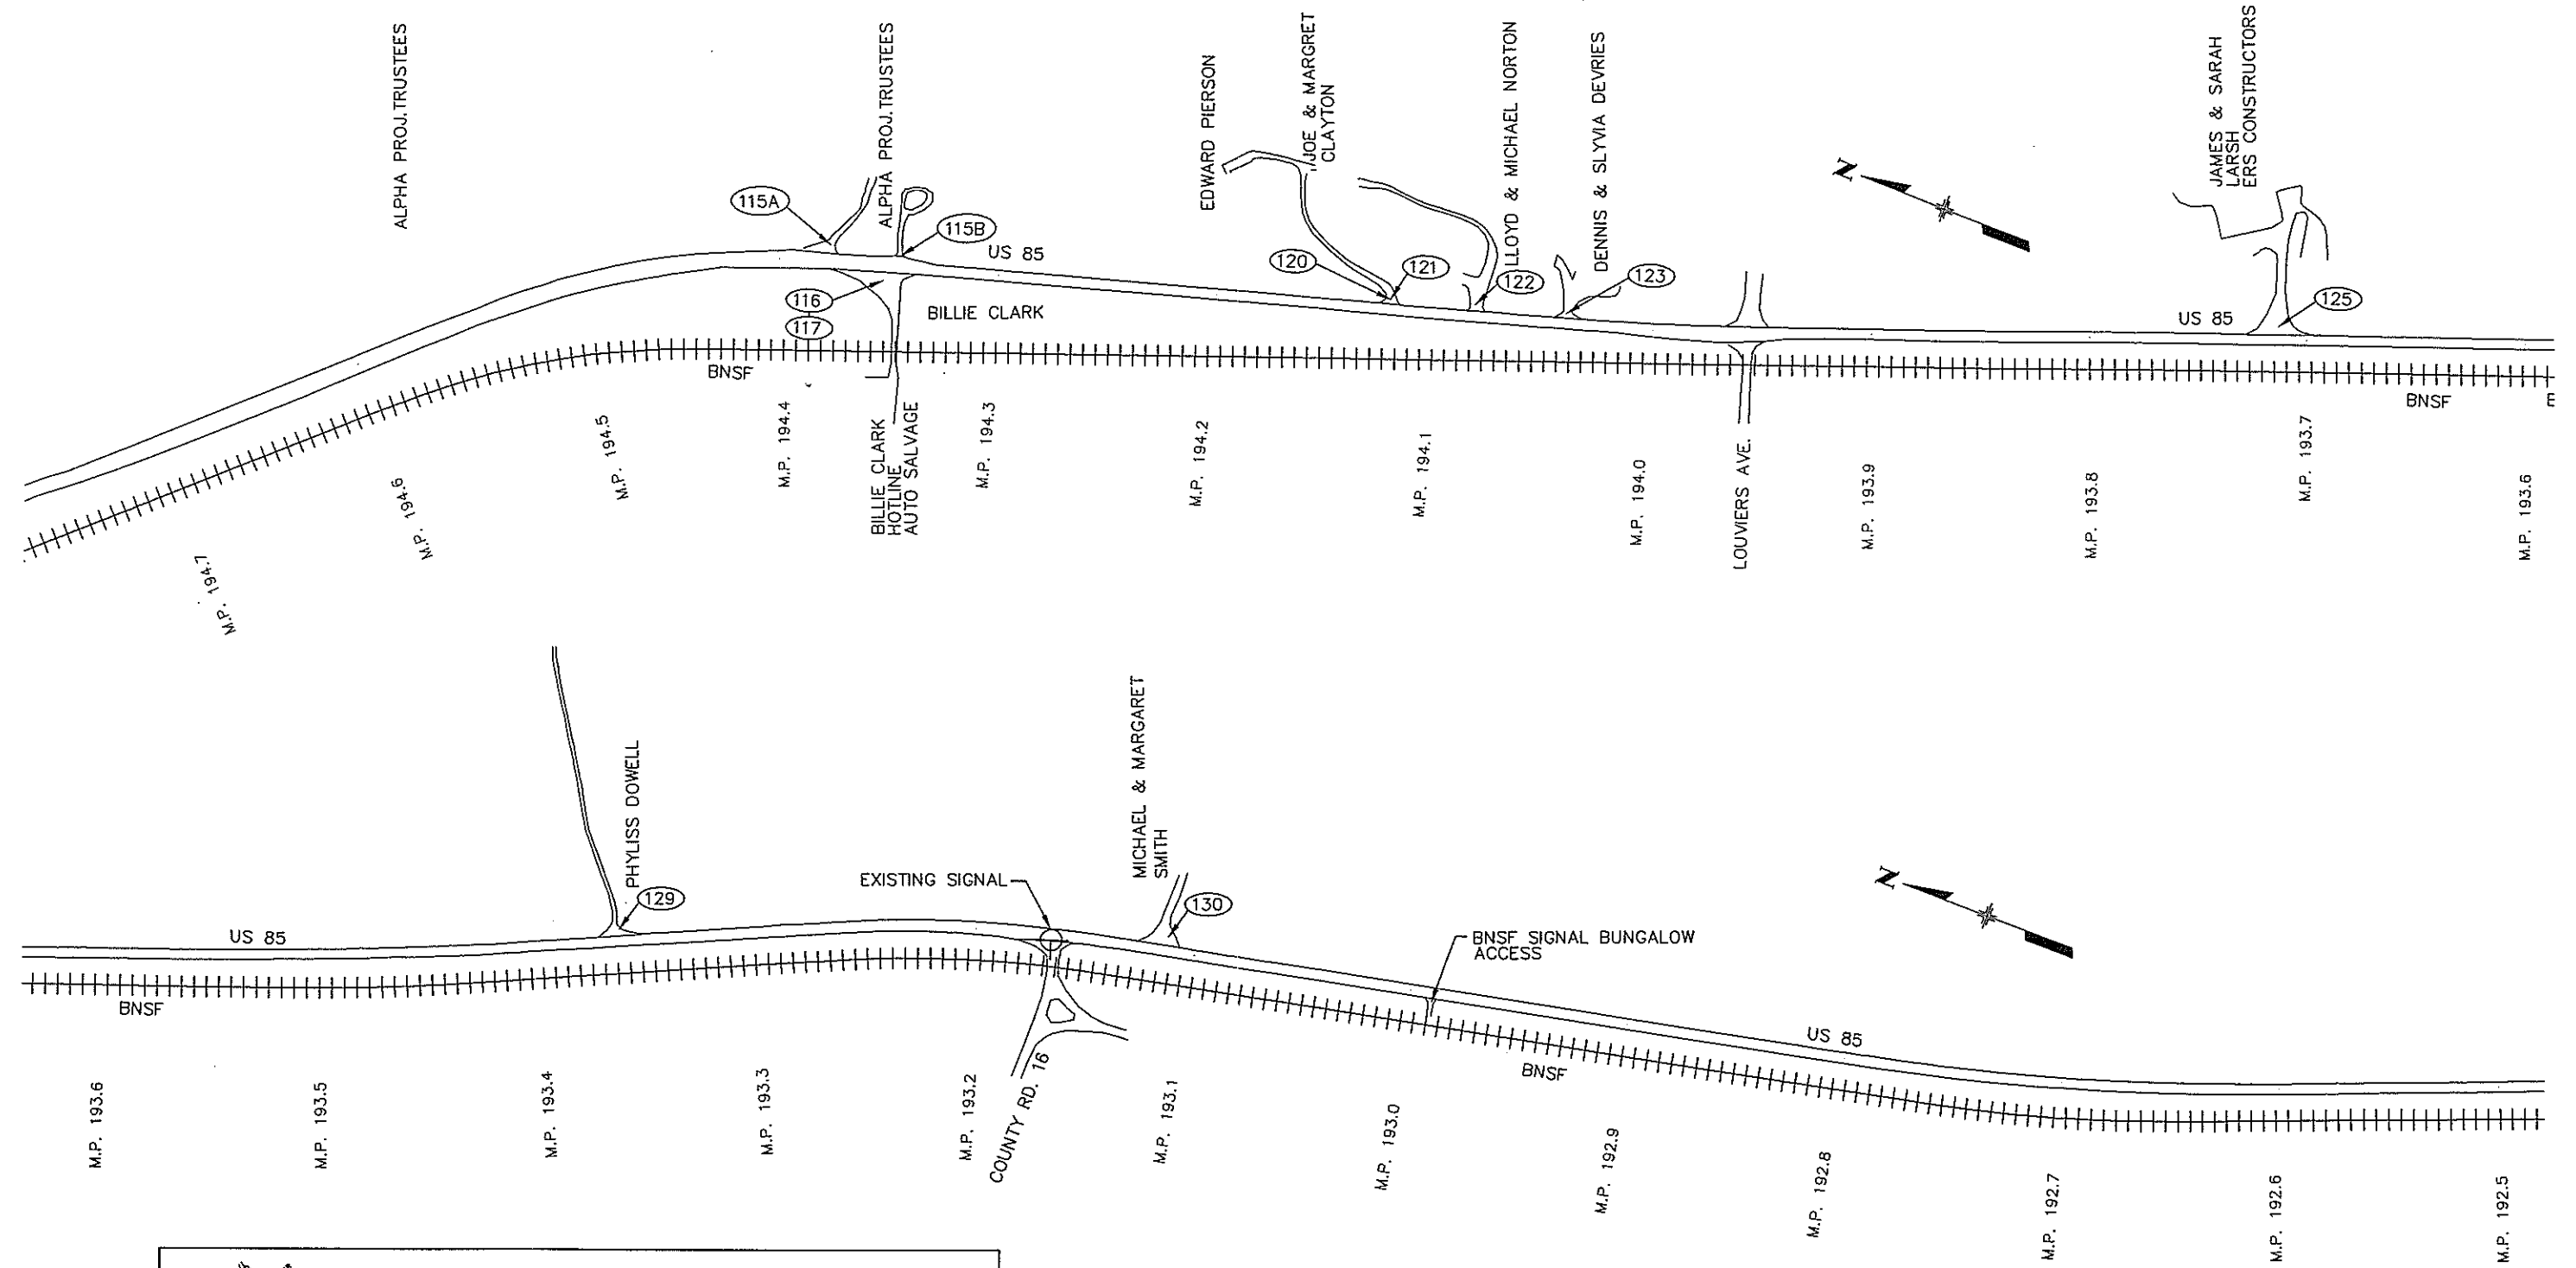 ALPHA PROJ.TRUSTEES
ALPHA PROJ.TRUSTEES
EDWARD PIERSON
JOE & MARGRET
CLAYTON
LLOYD & MICHAEL NORTON
DENNIS & SLYVIA DEVRIES
JAMES & SARAH
LARSH
ERS CONSTRUCTORS
N
115A
115B
US 85
120
121
122
123
125
116
117
BILLIE CLARK
US 85
BNSF
BNSF
E
M.P. 194.7
M.P. 194.6
M.P. 194.5
M.P. 194.4
BILLIE CLARK
HOTLINE
AUTO SALVAGE
M.P. 194.3
M.P. 194.2
M.P. 194.1
M.P. 194.0
LOUVIERS AVE.
M.P. 193.9
M.P. 193.8
M.P. 193.7
M.P. 193.6
PHYLISS DOWELL
MICHAEL & MARGARET
SMITH
N
129
EXISTING SIGNAL
130
US 85
BNSF SIGNAL BUNGALOW
ACCESS
BNSF
US 85
BNSF
M.P. 193.6
M.P. 193.5
M.P. 193.4
M.P. 193.3
M.P. 193.2
COUNTY RD. 16
M.P. 193.1
M.P. 193.0
M.P. 192.9
M.P. 192.8
M.P. 192.7
M.P. 192.6
M.P. 192.5